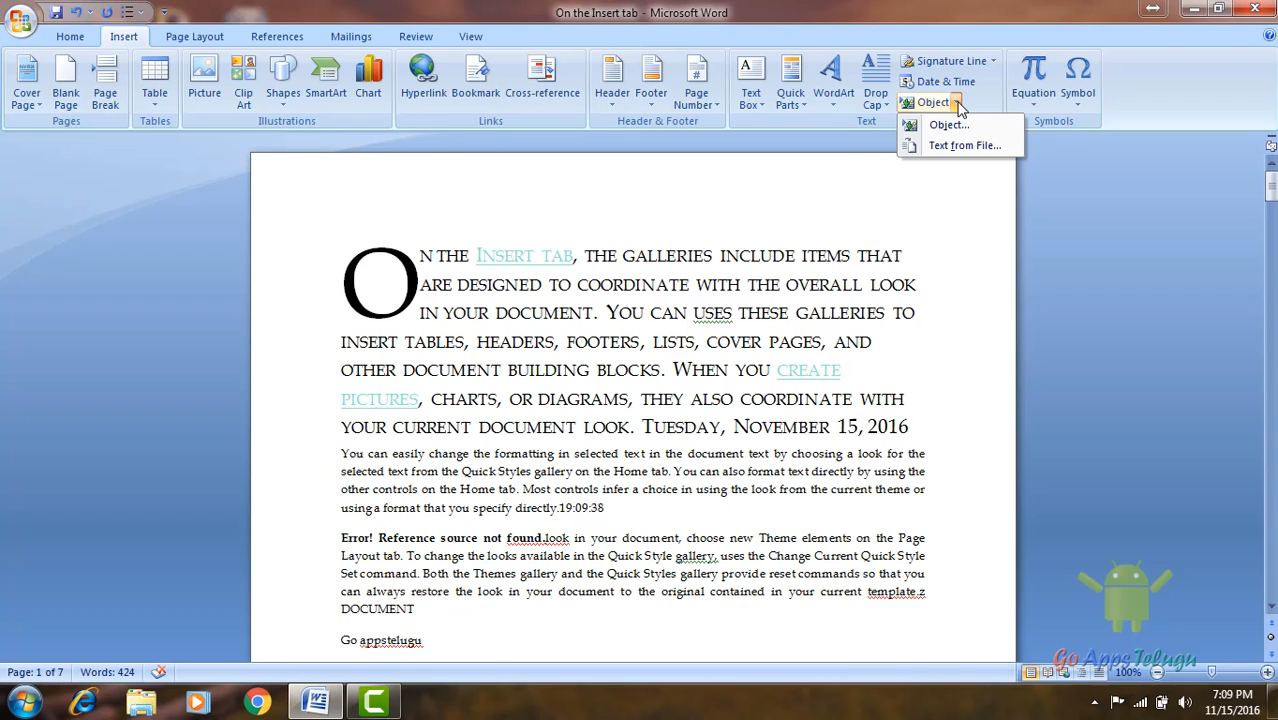 On the Insert tab - Microsoft Word
Home Insert Page Layout References Mailings Review View
Cover Page
Blank Page
Page Break
Table
Picture
Clip Art
Shapes
SmartArt
Chart
Hyperlink
Bookmark
Cross-reference
Header
Footer
Page Number
Text Box
Quick Parts
WordArt
Drop Cap
Signature Line
Date & Time
Object
Equation
Symbol
Pages Tables Illustrations Links Header & Footer Text Symbols
Object...
Text from File...
ON THE INSERT TAB, THE GALLERIES INCLUDE ITEMS THAT
ARE DESIGNED TO COORDINATE WITH THE OVERALL LOOK
IN YOUR DOCUMENT. YOU CAN USES THESE GALLERIES TO
INSERT TABLES, HEADERS, FOOTERS, LISTS, COVER PAGES, AND
OTHER DOCUMENT BUILDING BLOCKS. WHEN YOU CREATE
PICTURES, CHARTS, OR DIAGRAMS, THEY ALSO COORDINATE WITH
YOUR CURRENT DOCUMENT LOOK. TUESDAY, NOVEMBER 15, 2016
You can easily change the formatting in selected text in the document text by choosing a look for the
selected text from the Quick Styles gallery on the Home tab. You can also format text directly by using the
other controls on the Home tab. Most controls infer a choice in using the look from the current theme or
using a format that you specify directly.19:09:38
Error! Reference source not found.look in your document, choose new Theme elements on the Page
Layout tab. To change the looks available in the Quick Style gallery, uses the Change Current Quick Style
Set command. Both the Themes gallery and the Quick Styles gallery provide reset commands so that you
can always restore the look in your document to the original contained in your current template.z
DOCUMENT
Go appstelugu
Go Apps Telugu
Page: 1 of 7 Words: 424 100%
7:09 PM
11/15/2016